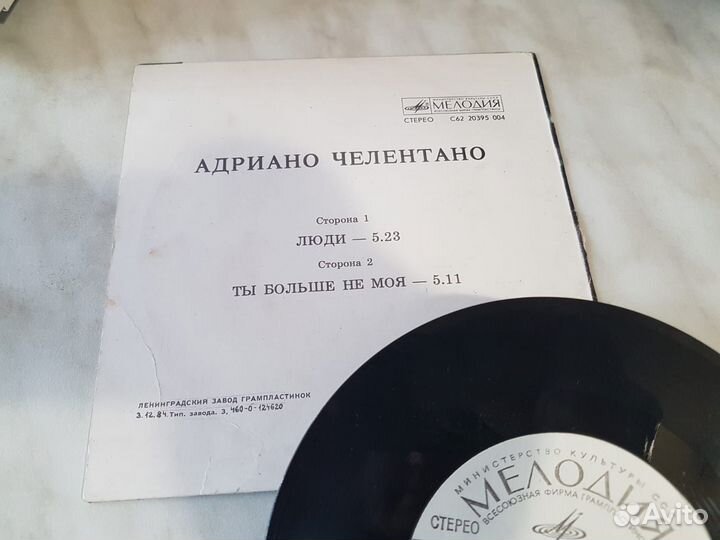 МЕЛОДИЯ
СТЕРЕО С62 20395 004
АДРИАНО ЧЕЛЕНТАНО
Сторона 1
ЛЮДИ — 5.23
Сторона 2
ТЫ БОЛЬШЕ НЕ МОЯ — 5.11
ЛЕНИНГРАДСКИЙ ЗАВОД ГРАМПЛАСТИНОК
3.12.84. Тип. завода. З. 460-0-124620
МИНИСТЕРСТВО КУЛЬТУРЫ
МЕЛОДИЯ
ВСЕСОЮЗНАЯ ФИРМА
СТЕРЕО
Avito